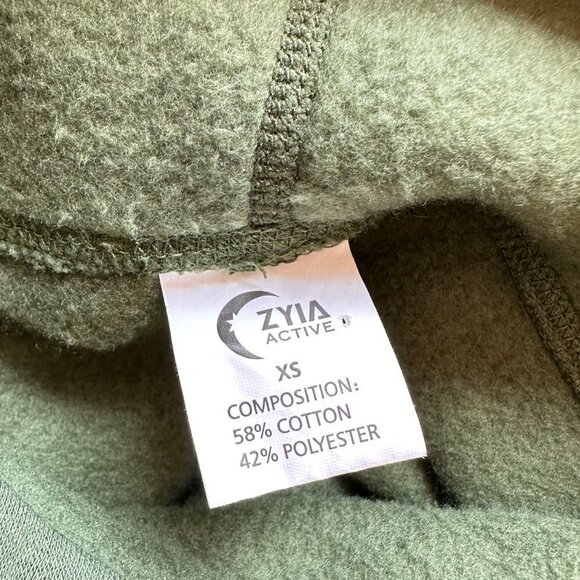 ZYIA
ACTIVE
XS
COMPOSITION:
58% COTTON
42% POLYESTER